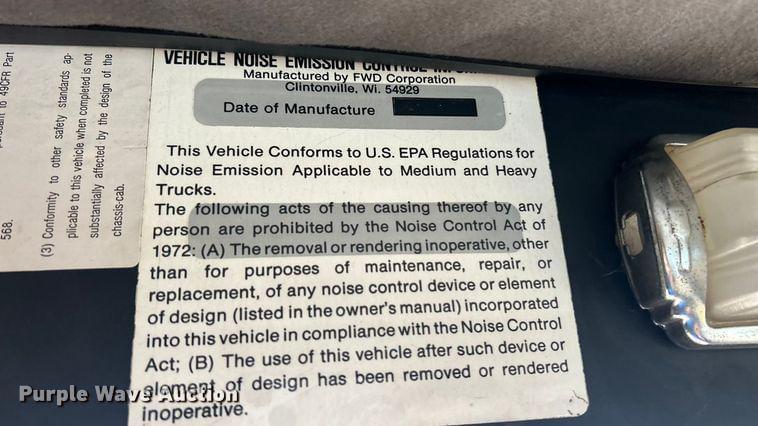 pursuant to 49CFR Part
568.
(3) Conformity to other safety standards ap-
plicable to this vehicle when completed is not
substantially affected by the design of the
chassis-cab.
VEHICLE NOISE EMISSION CONTROL
Manufactured by FWD Corporation
Clintonville, Wi. 54929
Date of Manufacture
This Vehicle Conforms to U.S. EPA Regulations for
Noise Emission Applicable to Medium and Heavy
Trucks.
The following acts of the causing thereof by any
person are prohibited by the Noise Control Act of
1972: (A) The removal or rendering inoperative, other
than for purposes of maintenance, repair, or
replacement, of any noise control device or element
of design (listed in the owner's manual) incorporated
into this vehicle in compliance with the Noise Control
Act; (B) The use of this vehicle after such device or
element of design has been removed or rendered
inoperative.
Purple Wave Auction